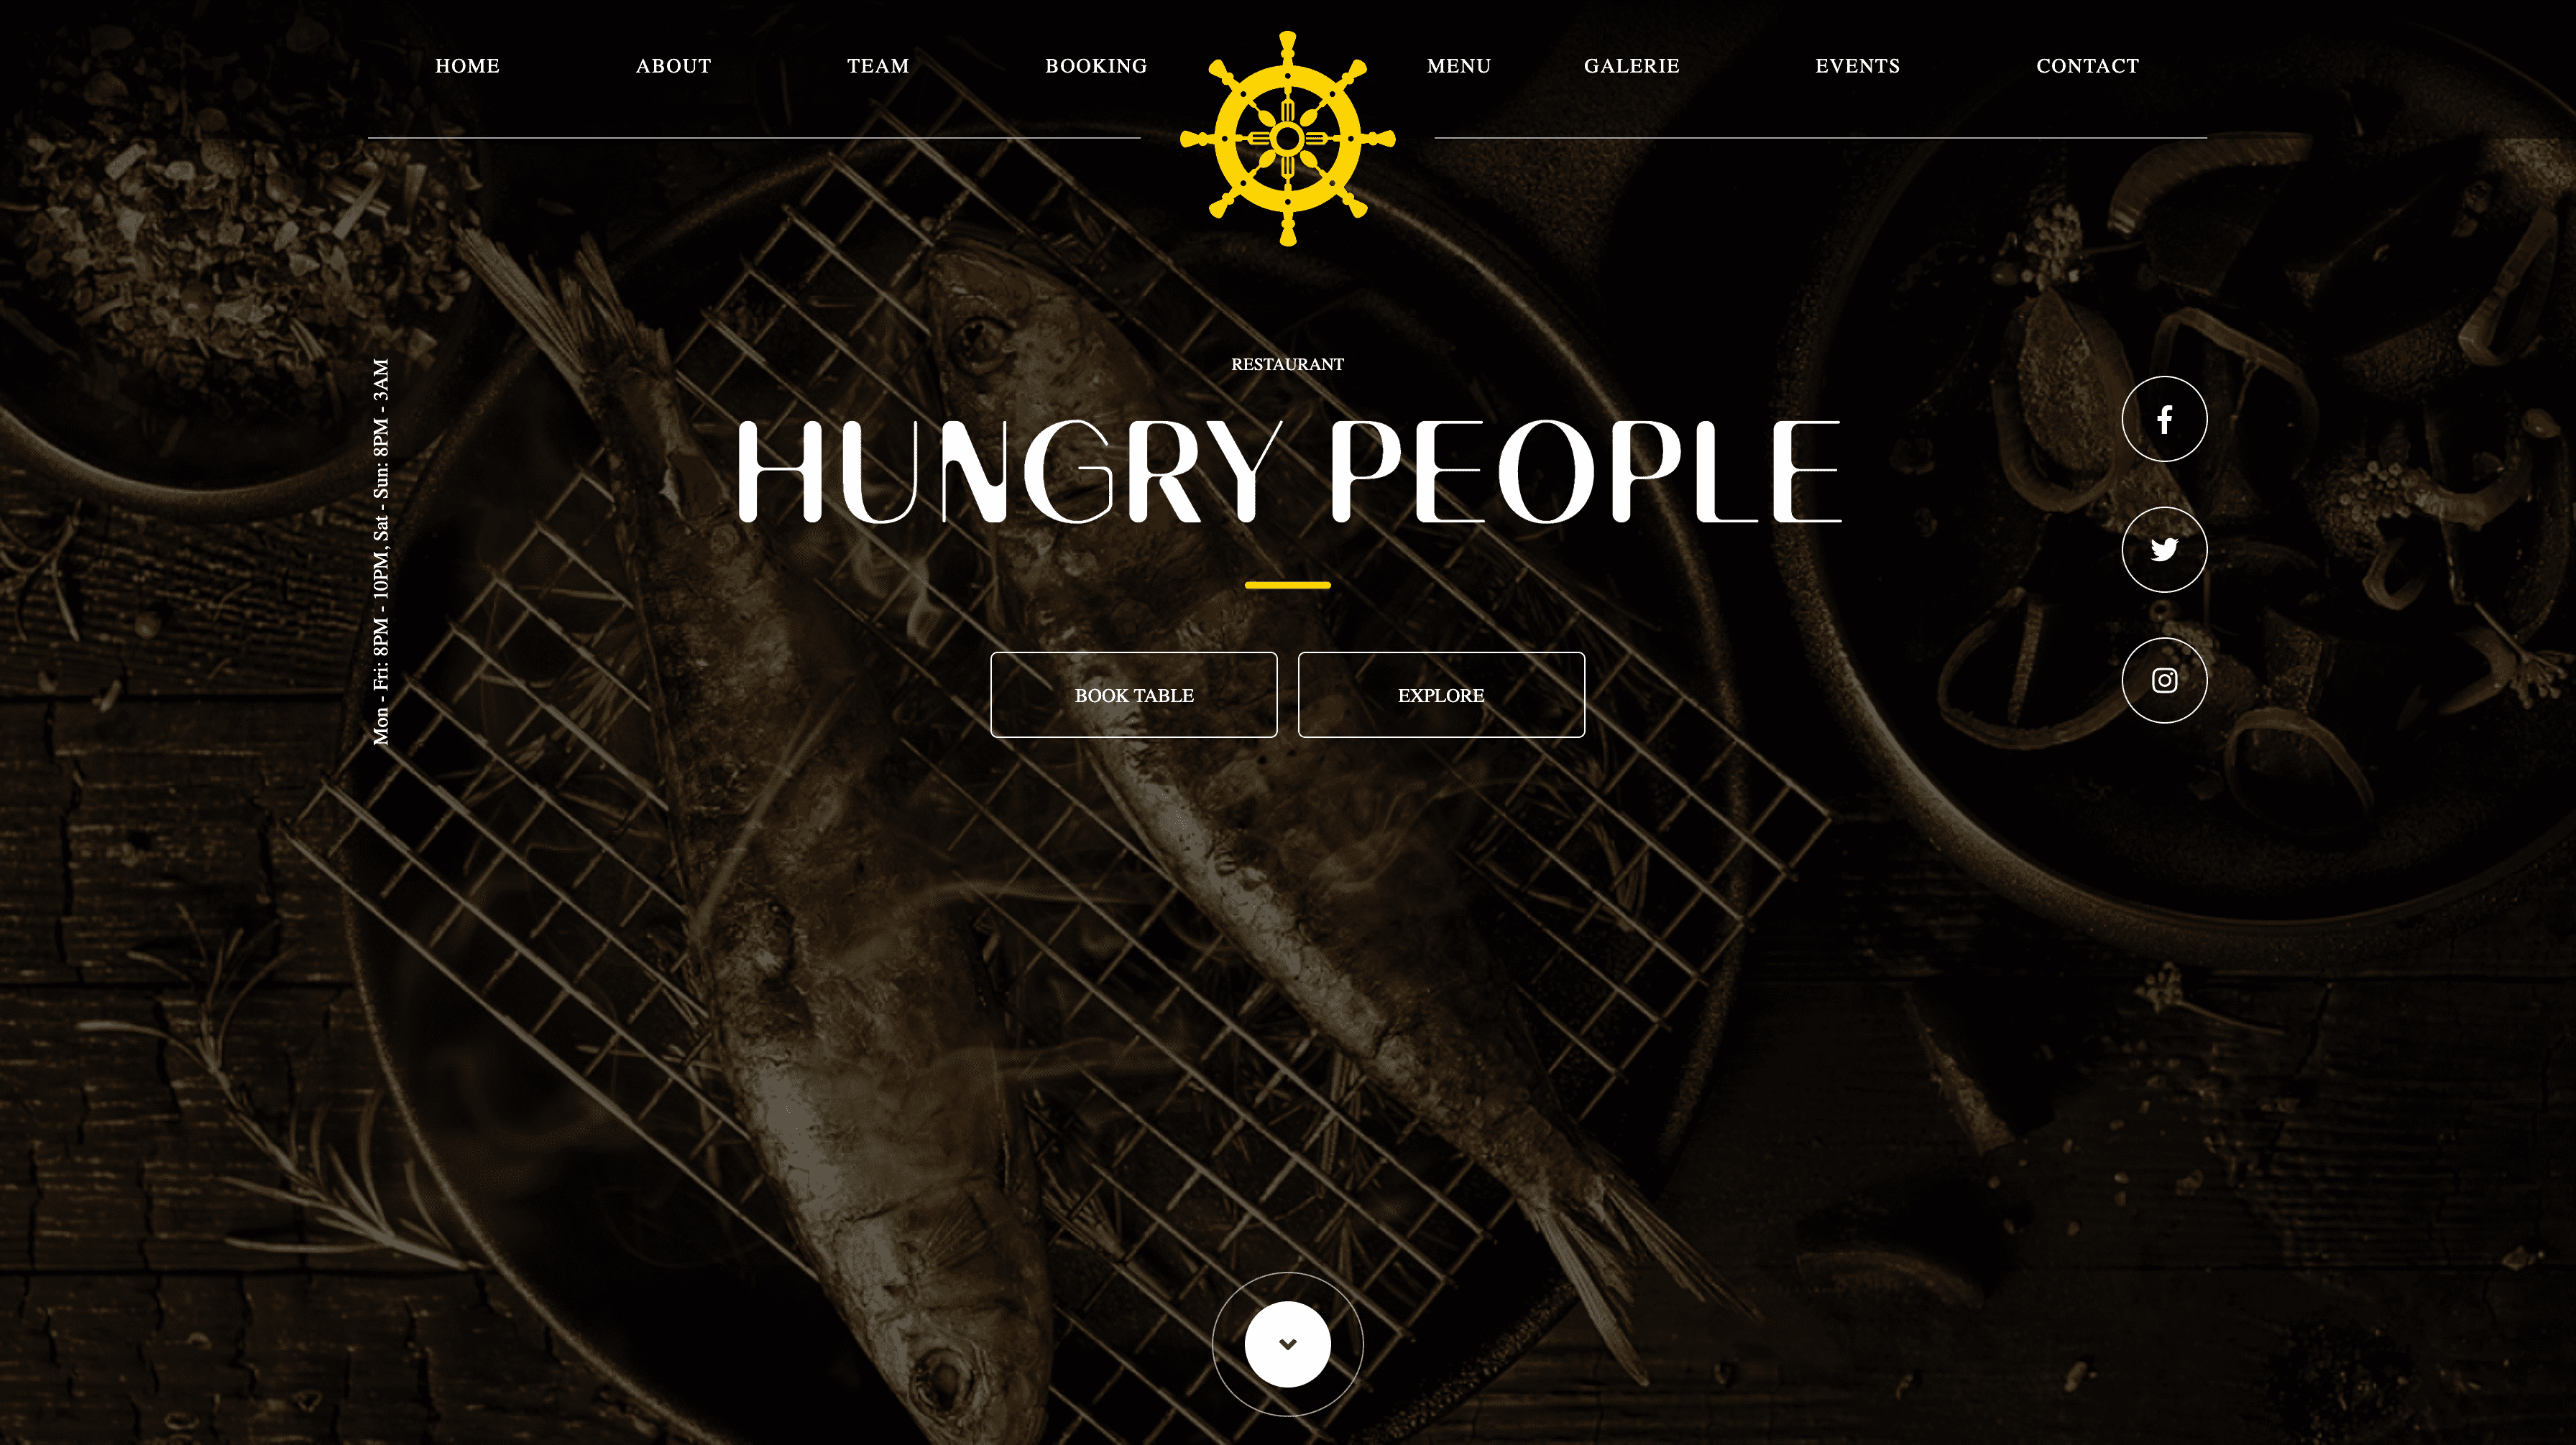 HOME ABOUT TEAM BOOKING MENU GALERIE EVENTS CONTACT
RESTAURANT
HUNGRY PEOPLE
Mon - Fri: 8PM - 10PM, Sat - Sun: 8PM - 3AM
BOOK TABLE EXPLORE